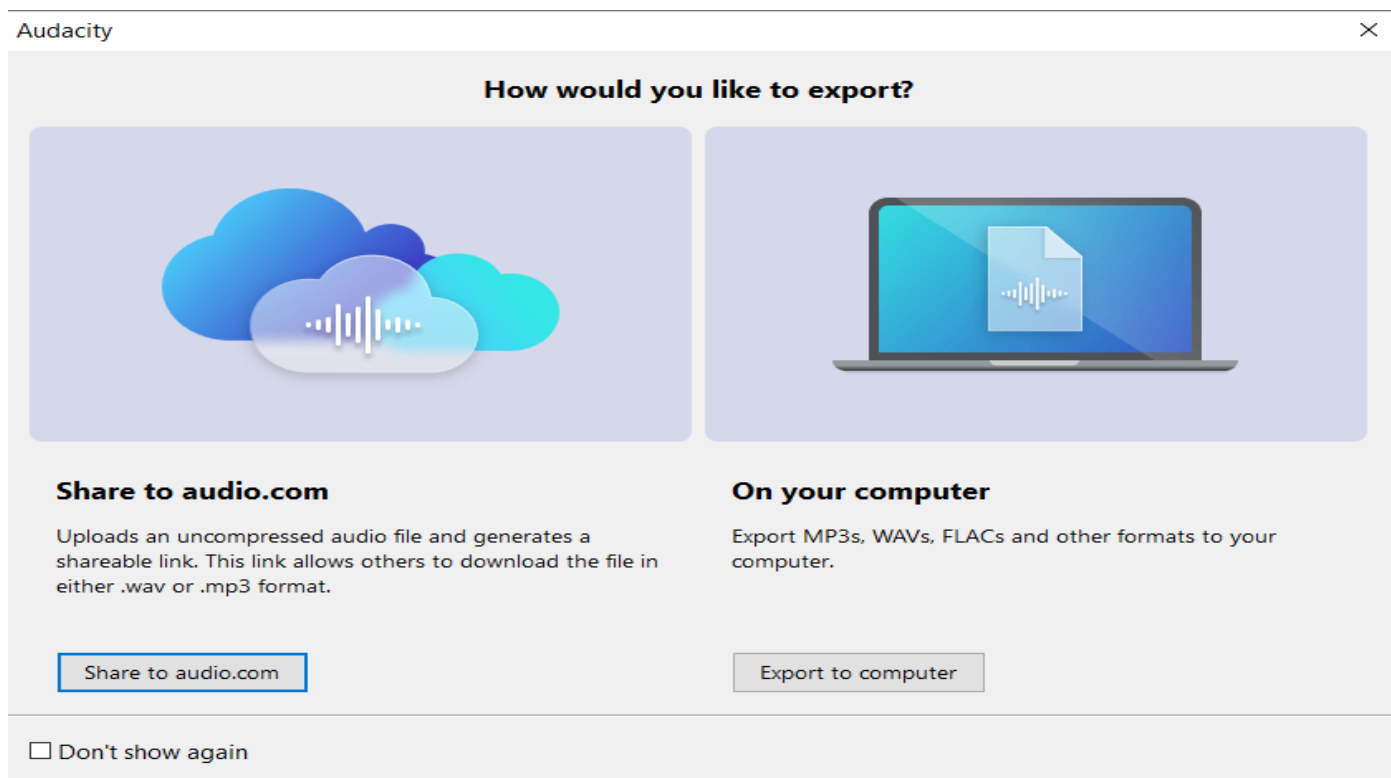 Audacity
How would you like to export?
Share to audio.com
Uploads an uncompressed audio file and generates a
shareable link. This link allows others to download the file in
either .wav or .mp3 format.
Share to audio.com
On your computer
Export MP3s, WAVs, FLACs and other formats to your
computer.
Export to computer
Don't show again